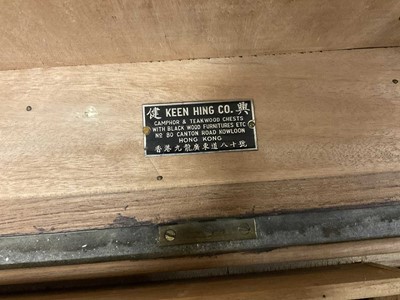 健 KEEN HING CO. 興
CAMPHOR & TEAKWOOD CHESTS
WITH BLACK WOOD FURNITURES ETC
Nº 80 CANTON ROAD KOWLOON
HONG KONG
香港九龍廣東道八十號